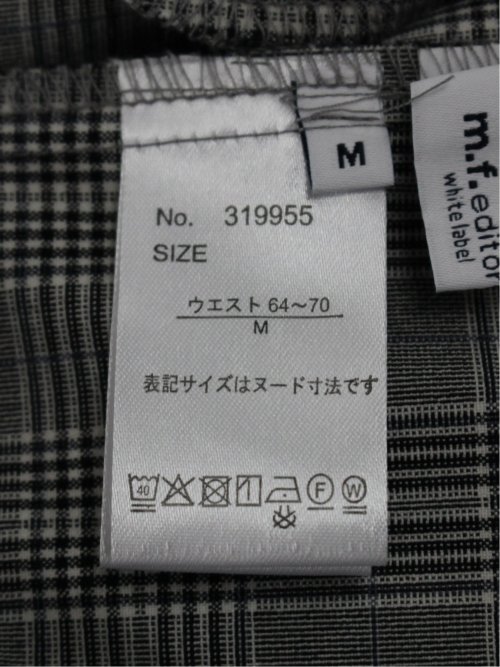 M
m.f.editor
white label
No. 319955
SIZE
ウエスト 64～70
M
表記サイズはヌード寸法です
40
F
W